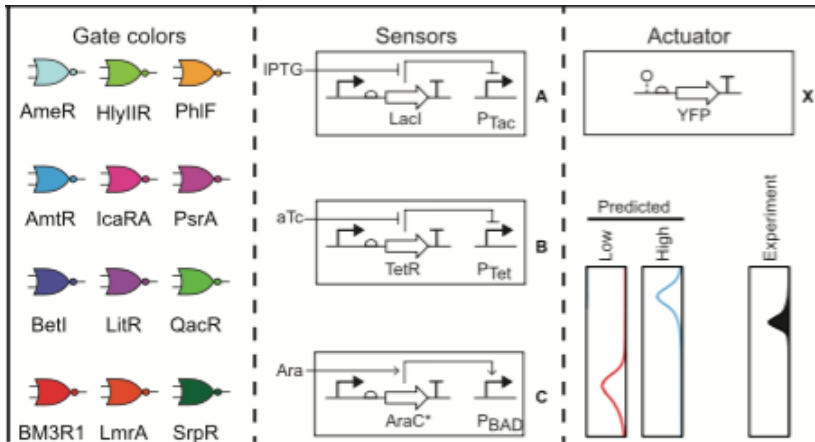 Gate colors
AmeR HlyIIR PhlF
AmtR IcaRA PsrA
BetI LitR QacR
BM3R1 LmrA SrpR
Sensors
IPTG
LacI
PTac
A
aTc
TetR
PTet
B
Ara
AraC*
PBAD
C
Actuator
YFP
X
Predicted
Low
High
Experiment